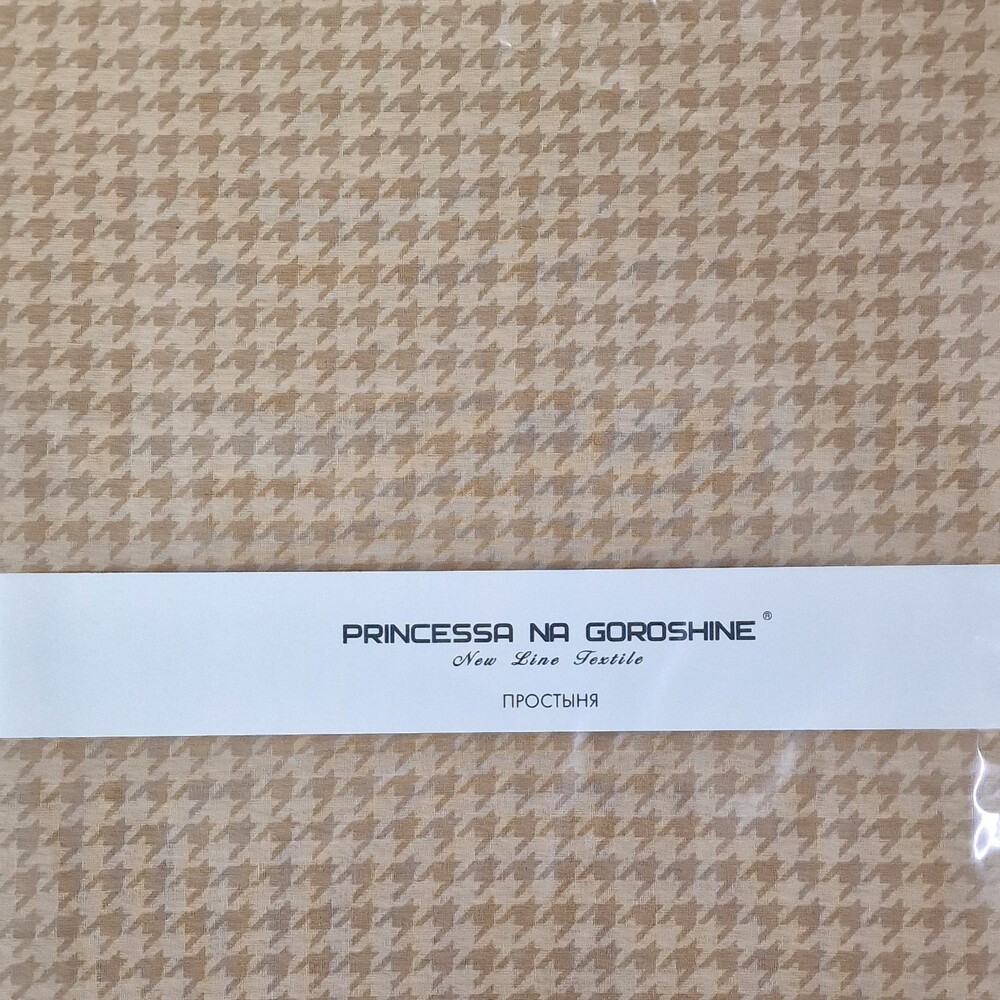 PRINCESSA NA GOROSHINE ®
New Line Textile
ПРОСТЫНЯ